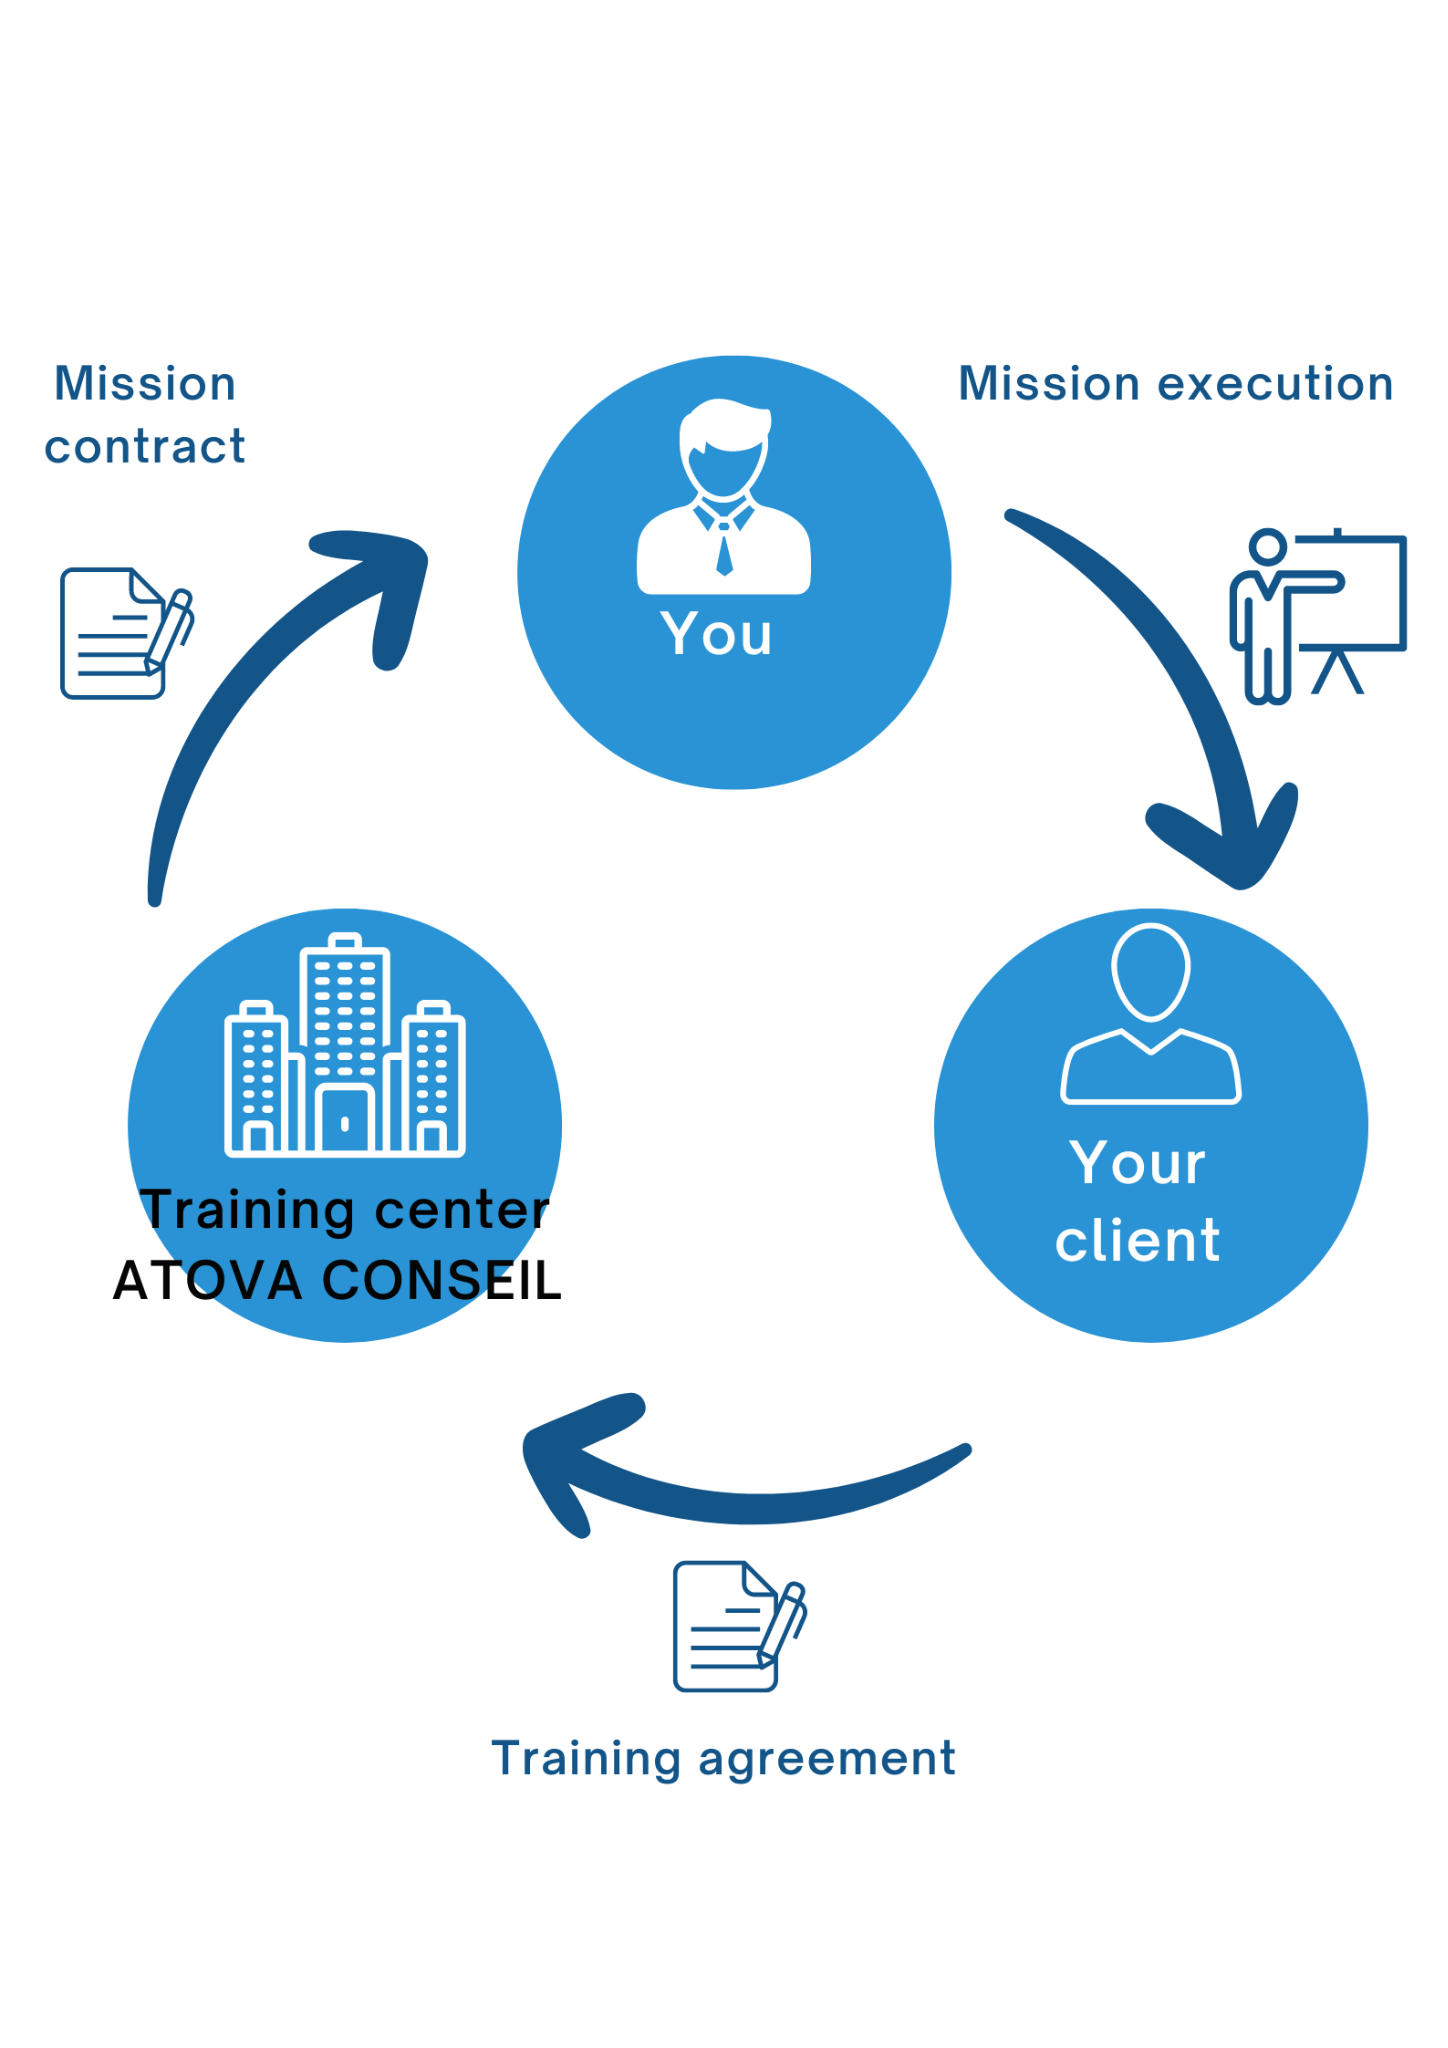 Mission
contract
Mission execution
You
Training center
ATOVA CONSEIL
Your
client
Training agreement